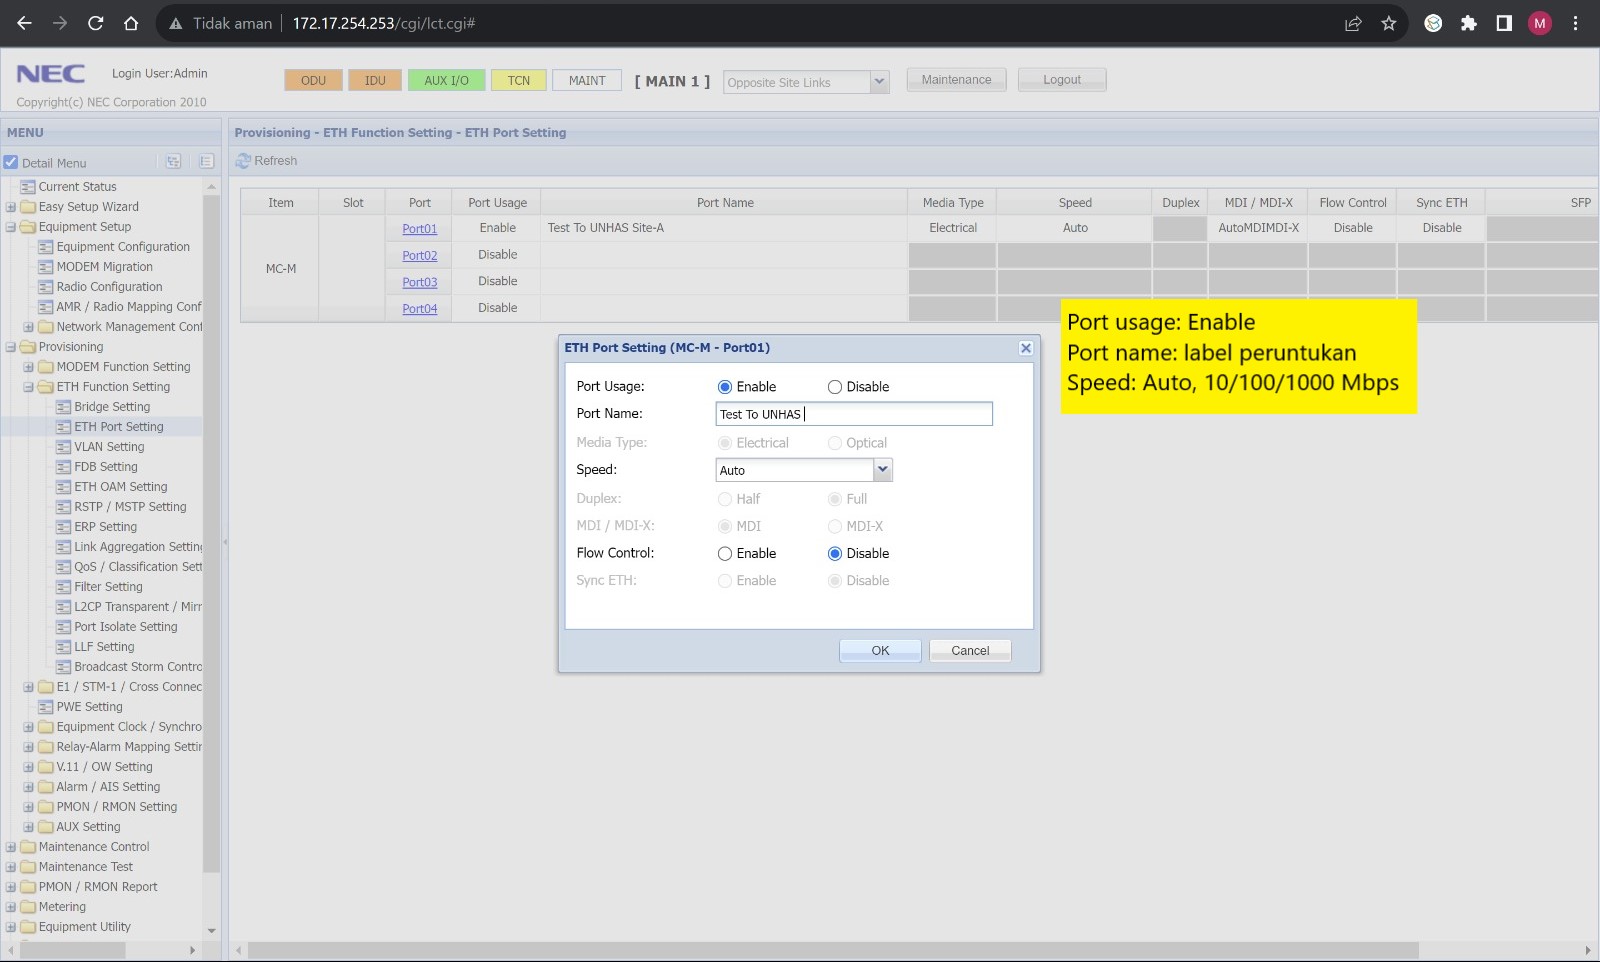 Tidak aman
172.17.254.253/cgi/lct.cgi#
M
NEC
Login User:Admin
Copyright(c) NEC Corporation 2010
ODU
IDU
AUX I/O
TCN
MAINT
[ MAIN 1 ]
Opposite Site Links
Maintenance
Logout
MENU
Detail Menu
Current Status
Easy Setup Wizard
Equipment Setup
Equipment Configuration
MODEM Migration
Radio Configuration
AMR / Radio Mapping Conf
Network Management Conf
Provisioning
MODEM Function Setting
ETH Function Setting
Bridge Setting
ETH Port Setting
VLAN Setting
FDB Setting
ETH OAM Setting
RSTP / MSTP Setting
ERP Setting
Link Aggregation Setting
QoS / Classification Sett
Filter Setting
L2CP Transparent / Mirr
Port Isolate Setting
LLF Setting
Broadcast Storm Contro
E1 / STM-1 / Cross Connec
PWE Setting
Equipment Clock / Synchro
Relay-Alarm Mapping Settin
V.11 / OW Setting
Alarm / AIS Setting
PMON / RMON Setting
AUX Setting
Maintenance Control
Maintenance Test
PMON / RMON Report
Metering
Equipment Utility
Provisioning - ETH Function Setting - ETH Port Setting
Refresh
Item Slot Port Port Usage Port Name Media Type Speed Duplex MDI / MDI-X Flow Control Sync ETH SFP
MC-M
Port01 Enable Test To UNHAS Site-A Electrical Auto AutoMDIMDI-X Disable Disable
Port02 Disable
Port03 Disable
Port04 Disable
ETH Port Setting (MC-M - Port01)
Port Usage: Enable Disable
Port Name: Test To UNHAS
Media Type: Electrical Optical
Speed: Auto
Duplex: Half Full
MDI / MDI-X: MDI MDI-X
Flow Control: Enable Disable
Sync ETH: Enable Disable
OK
Cancel
Port usage: Enable
Port name: label peruntukan
Speed: Auto, 10/100/1000 Mbps